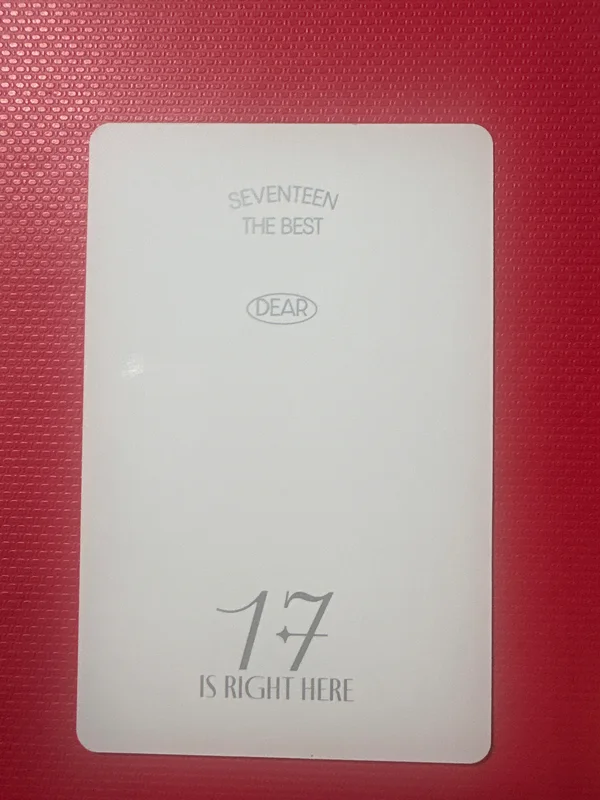 SEVENTEEN
THE BEST
DEAR
17
IS RIGHT HERE